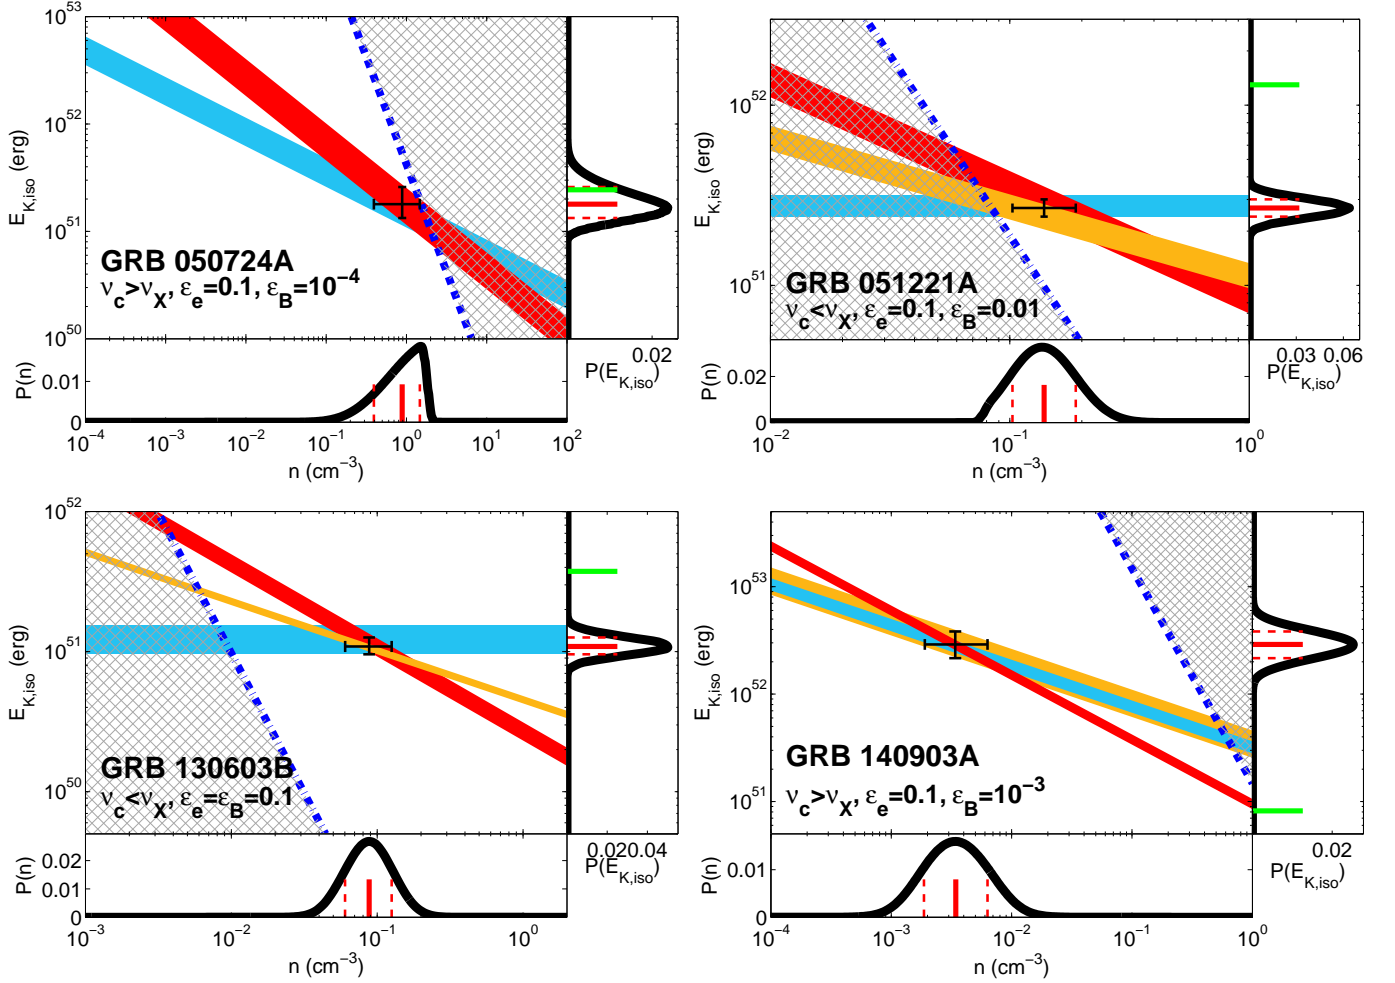 10^53
10^52
10^51
10^50
E_K,iso (erg)
GRB 050724A
ν_c>ν_X, ε_e=0.1, ε_B=10^−4
0.02
P(E_K,iso)
P(n)
0.01
0
10^−4 10^−3 10^−2 10^−1 10^0 10^1 10^2
n (cm^−3)
10^52
10^51
E_K,iso (erg)
GRB 051221A
ν_c<ν_X, ε_e=0.1, ε_B=0.01
0.03 0.06
P(E_K,iso)
P(n)
0.02
0
10^−2 10^−1 10^0
n (cm^−3)
10^52
10^51
10^50
E_K,iso (erg)
GRB 130603B
ν_c<ν_X, ε_e=ε_B=0.1
0.02 0.04
P(E_K,iso)
P(n)
0.02
0.01
0
10^−3 10^−2 10^−1 10^0
n (cm^−3)
10^53
10^52
10^51
E_K,iso (erg)
GRB 140903A
ν_c>ν_X, ε_e=0.1, ε_B=10^−3
0.02
P(E_K,iso)
P(n)
0.01
0
10^−4 10^−3 10^−2 10^−1 10^0
n (cm^−3)